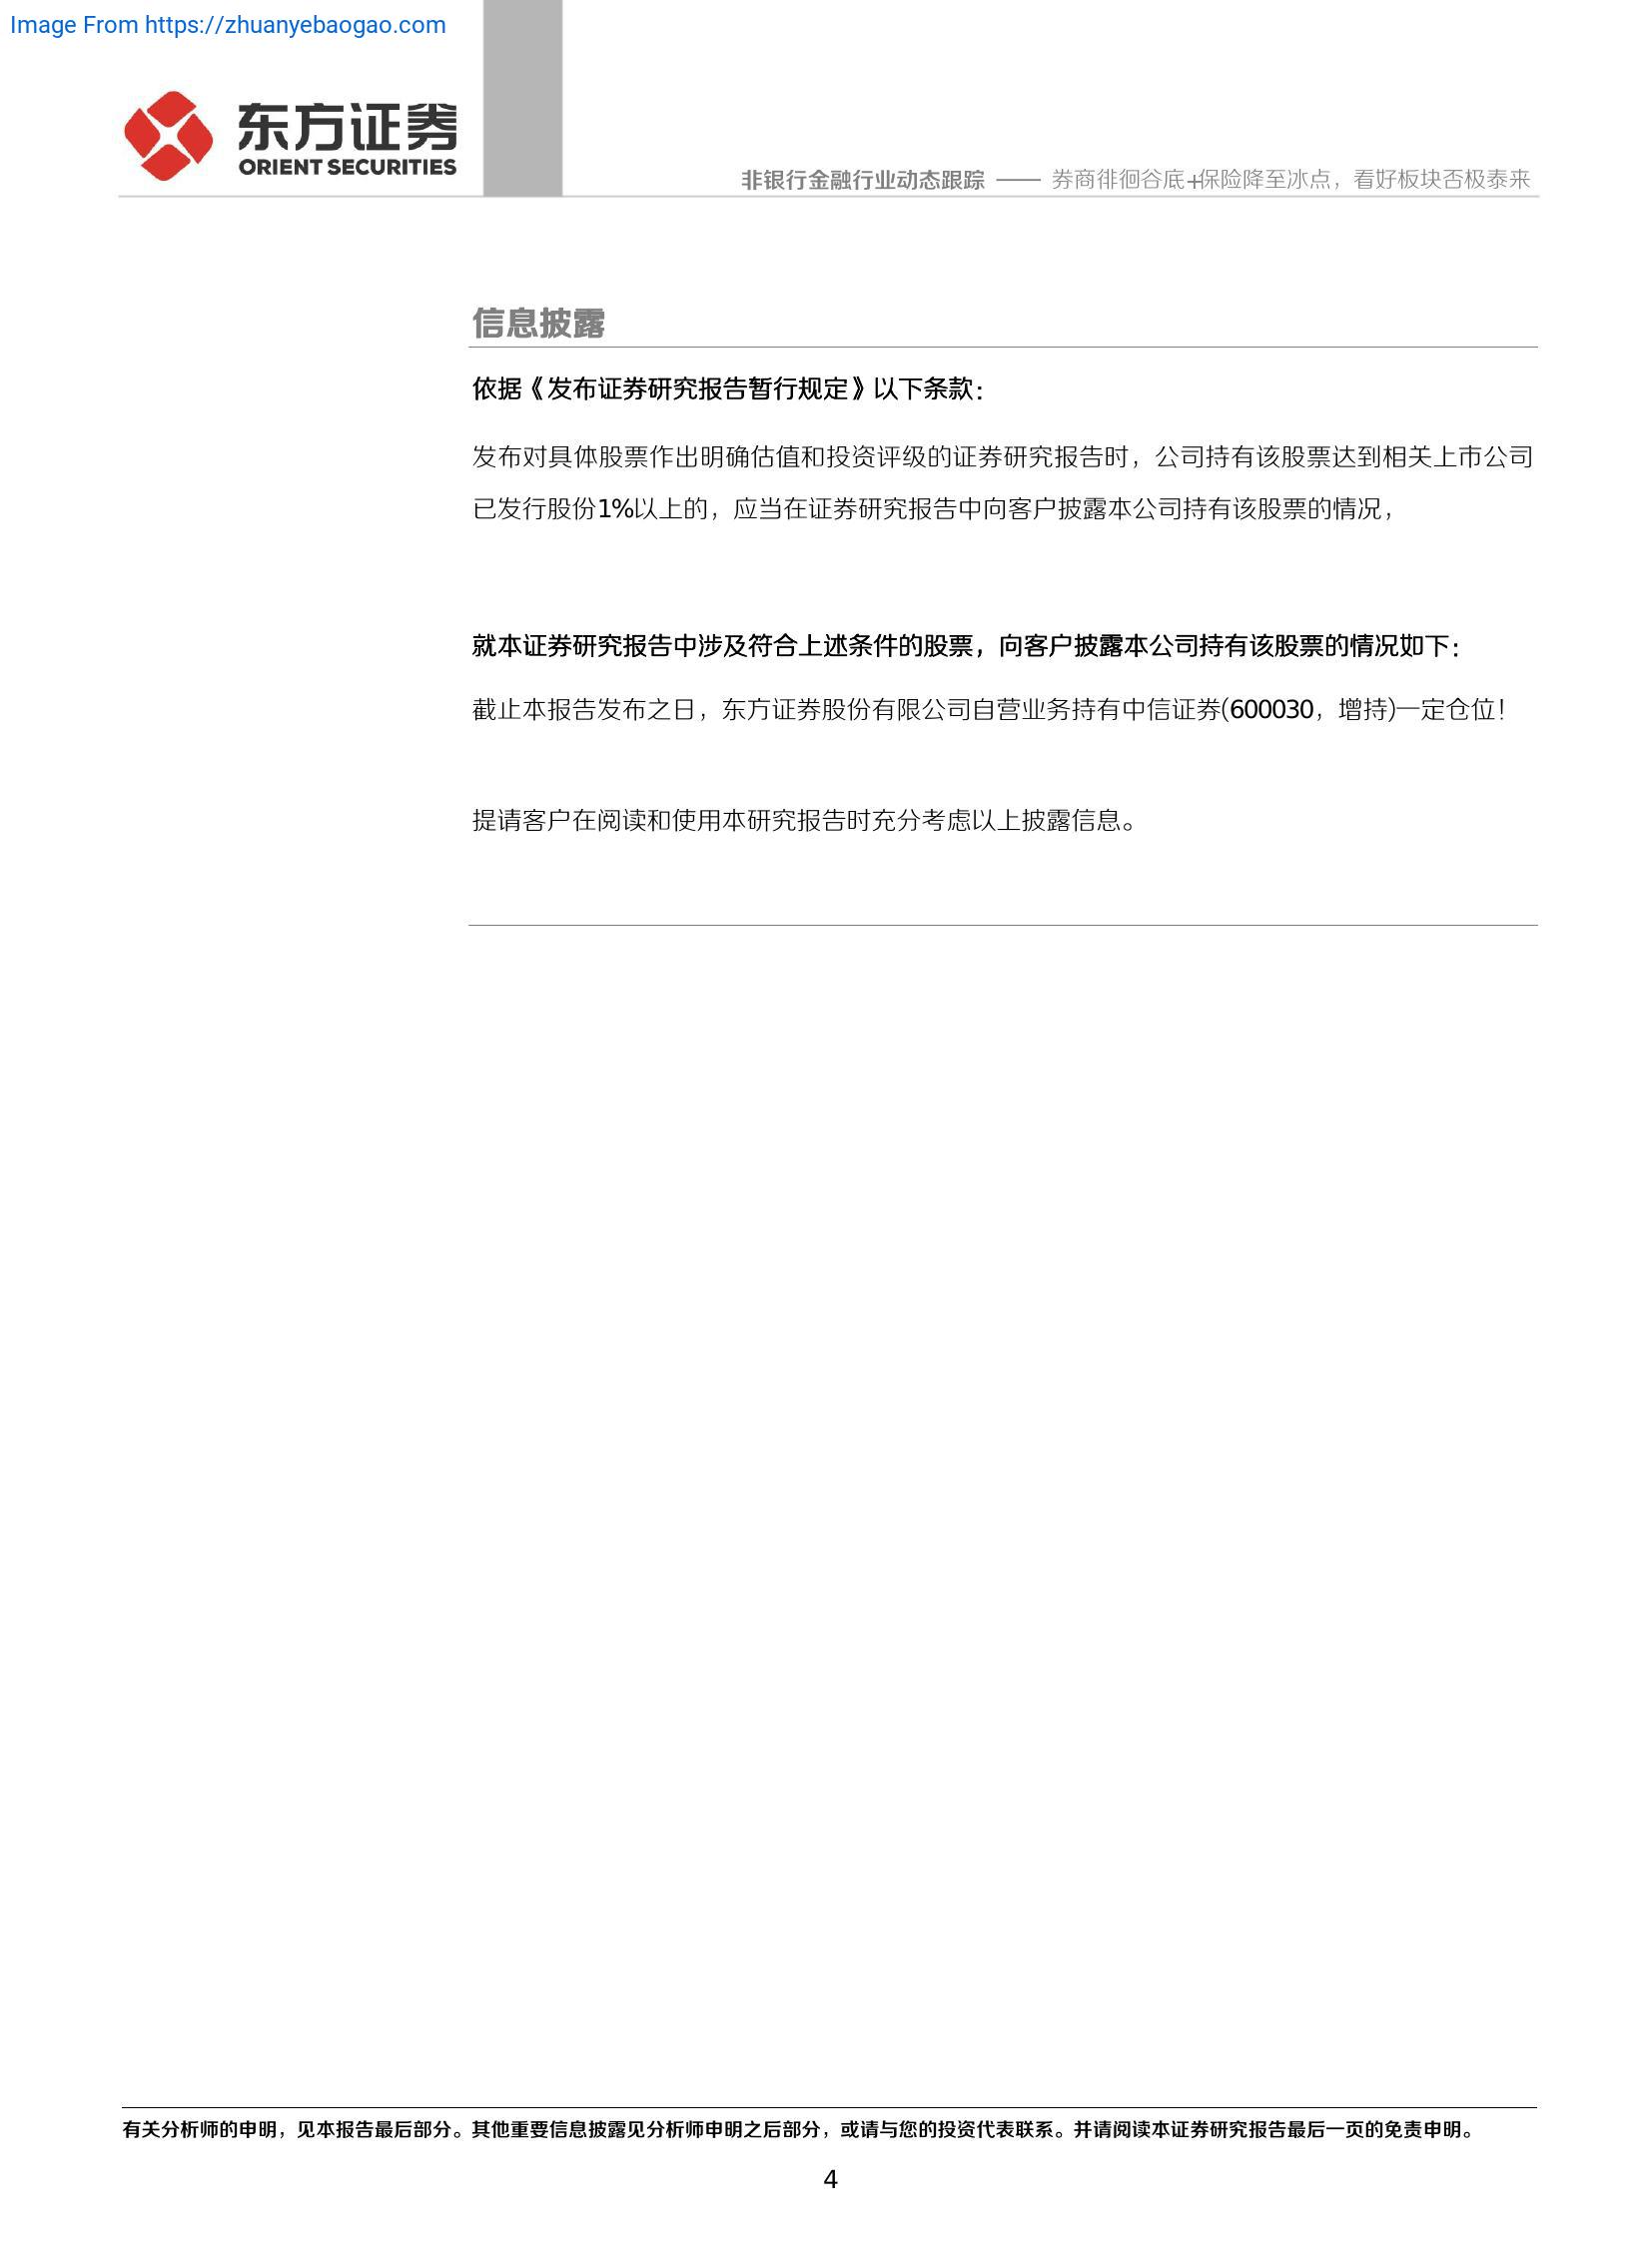 Image From https://zhuanyebaogao.com
东方证券
ORIENT SECURITIES
非银行金融行业动态跟踪 —— 券商徘徊谷底+保险降至冰点，看好板块否极泰来
信息披露
依据《发布证券研究报告暂行规定》以下条款：
发布对具体股票作出明确估值和投资评级的证券研究报告时，公司持有该股票达到相关上市公司
已发行股份1%以上的，应当在证券研究报告中向客户披露本公司持有该股票的情况，
就本证券研究报告中涉及符合上述条件的股票，向客户披露本公司持有该股票的情况如下：
截止本报告发布之日，东方证券股份有限公司自营业务持有中信证券(600030，增持)一定仓位！
提请客户在阅读和使用本研究报告时充分考虑以上披露信息。
有关分析师的申明，见本报告最后部分。其他重要信息披露见分析师申明之后部分，或请与您的投资代表联系。并请阅读本证券研究报告最后一页的免责申明。
4